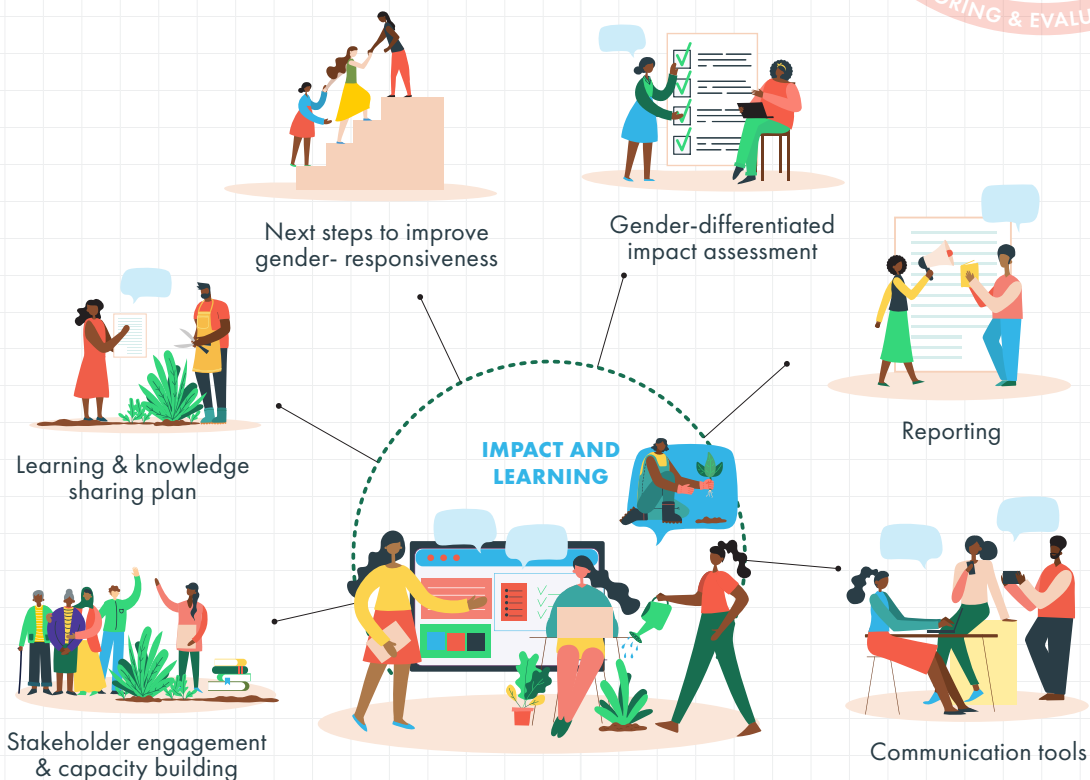 & EVALU
Next steps to improve
gender- responsiveness
Gender-differentiated
impact assessment
Reporting
Learning & knowledge
sharing plan
IMPACT AND
LEARNING
Stakeholder engagement
& capacity building
Communication tools